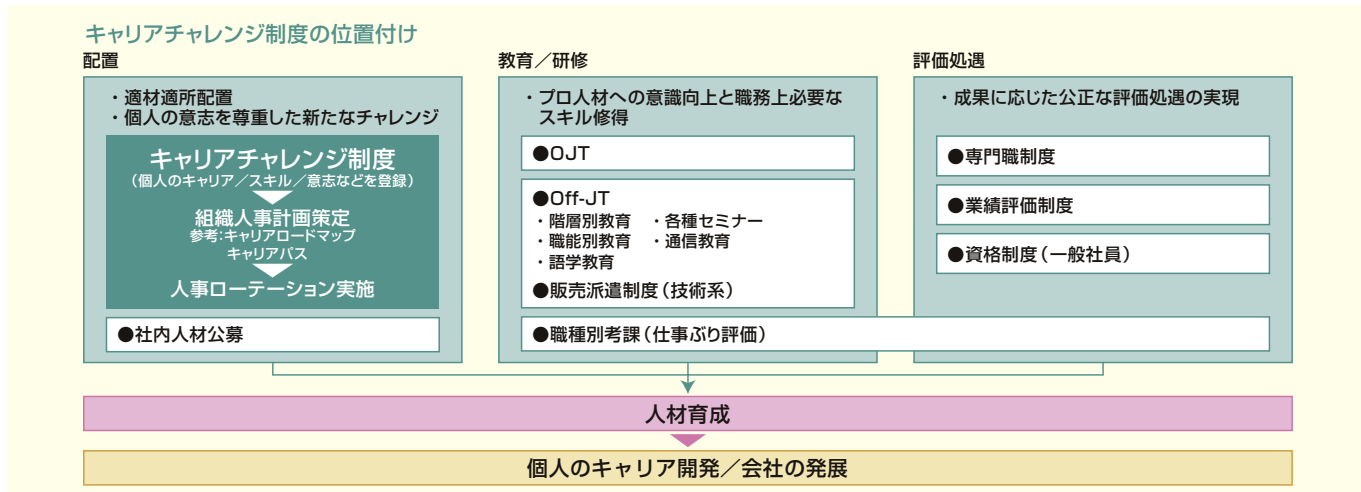 キャリアチャレンジ制度の位置付け
配置
・適材適所配置
・個人の意志を尊重した新たなチャレンジ
キャリアチャレンジ制度
（個人のキャリア／スキル／意志などを登録）
組織人事計画策定
参考：キャリアロードマップ
キャリアパス
人事ローテーション実施
●社内人材公募
教育／研修
・プロ人材への意識向上と職務上必要な
スキル修得
●OJT
●Off-JT
・階層別教育　・各種セミナー
・職能別教育　・通信教育
・語学教育
●販売派遣制度（技術系）
●職種別考課（仕事ぶり評価）
評価処遇
・成果に応じた公正な評価処遇の実現
●専門職制度
●業績評価制度
●資格制度（一般社員）
人材育成
個人のキャリア開発／会社の発展